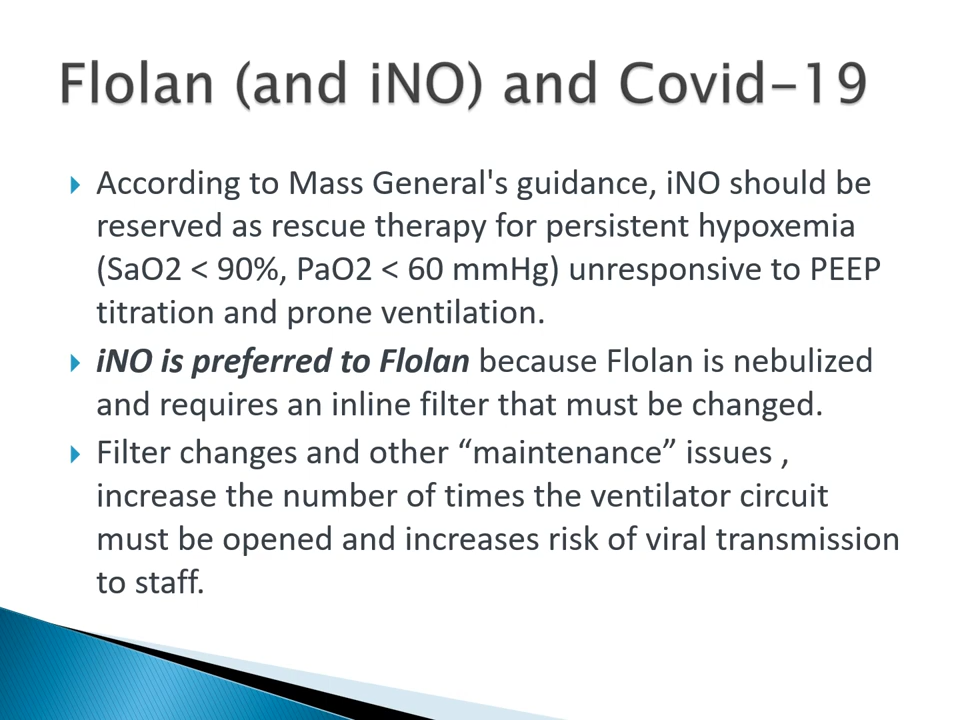 Flolan (and iNO) and Covid-19
According to Mass General's guidance, iNO should be
reserved as rescue therapy for persistent hypoxemia
(SaO2 < 90%, PaO2 < 60 mmHg) unresponsive to PEEP
titration and prone ventilation.
iNO is preferred to Flolan because Flolan is nebulized
and requires an inline filter that must be changed.
Filter changes and other “maintenance” issues ,
increase the number of times the ventilator circuit
must be opened and increases risk of viral transmission
to staff.